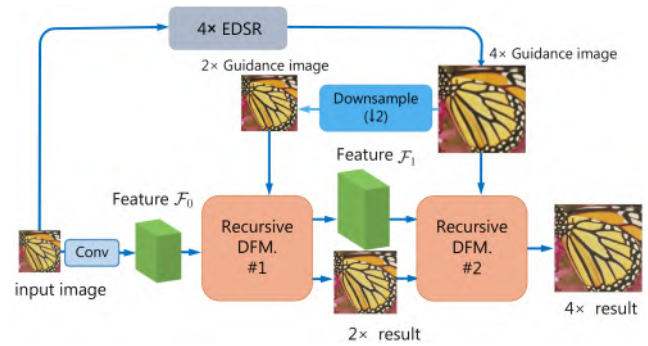 4× EDSR
4× Guidance image
2× Guidance image
Downsample
(↓2)
Feature F₁
Feature F₀
Recursive
DFM.
#1
Recursive
DFM.
#2
Conv
input image
2× result
4× result